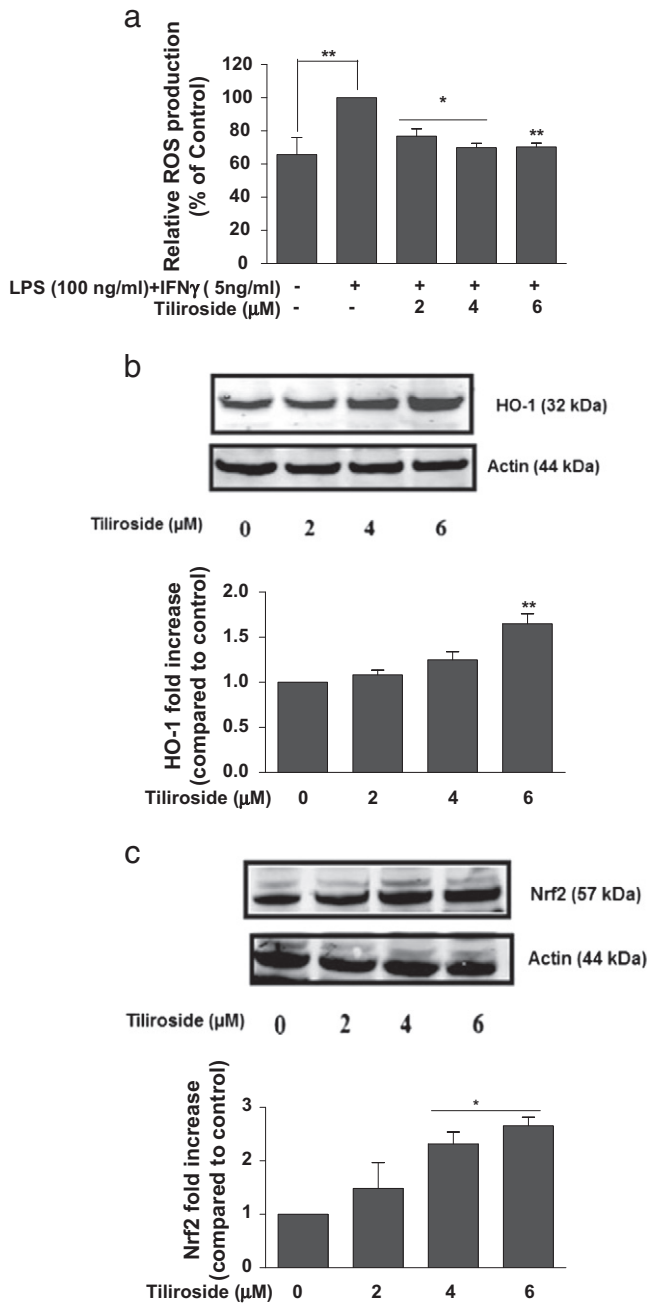 a
**
*
**
120
100
80
60
40
20
0
Relative ROS production
(% of Control)
LPS (100 ng/ml)+IFNγ ( 5ng/ml) - + + + +
Tiliroside (μM) - - 2 4 6
b
HO-1 (32 kDa)
Actin (44 kDa)
Tiliroside (μM) 0 2 4 6
2.0
1.5
1.0
0.5
0.0
HO-1 fold increase
(compared to control)
**
Tiliroside (μM) 0 2 4 6
c
Nrf2 (57 kDa)
Actin (44 kDa)
Tiliroside (μM) 0 2 4 6
3
2
1
0
Nrf2 fold increase
(compared to control)
*
Tiliroside (μM) 0 2 4 6